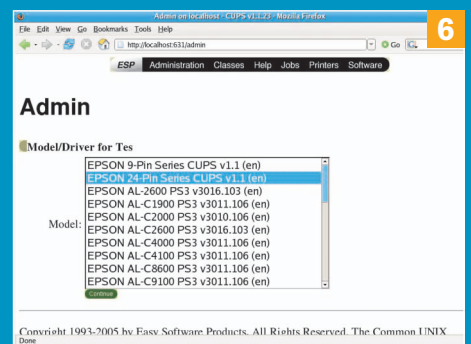 Admin on localhost - CUPS v1.1.23 - Mozilla Firefox
6
File Edit View Go Bookmarks Tools Help
http://localhost:631/admin
Go
ESP Administration Classes Help Jobs Printers Software
Admin
Model/Driver for Tes
EPSON 9-Pin Series CUPS v1.1 (en)
EPSON 24-Pin Series CUPS v1.1 (en)
EPSON AL-2600 PS3 v3016.103 (en)
EPSON AL-C1900 PS3 v3011.106 (en)
EPSON AL-C2000 PS3 v3010.106 (en)
EPSON AL-C2600 PS3 v3016.103 (en)
Model:
EPSON AL-C4000 PS3 v3011.106 (en)
EPSON AL-C4100 PS3 v3011.106 (en)
EPSON AL-C8600 PS3 v3011.106 (en)
EPSON AL-C9100 PS3 v3011.106 (en)
Continue
Copyright 1993-2005 by Easy Software Products, All Rights Reserved. The Common UNIX
Done